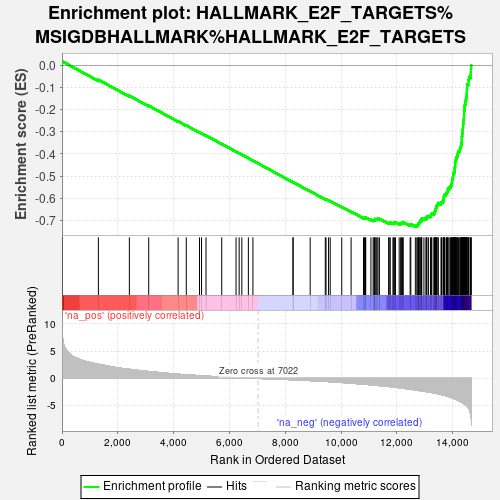 Enrichment plot: HALLMARK_E2F_TARGETS%
MSIGDBHALLMARK%HALLMARK_E2F_TARGETS
Enrichment score (ES)
0.0
-0.1
-0.2
-0.3
-0.4
-0.5
-0.6
-0.7
'na_pos' (positively correlated)
Ranked list metric (PreRanked)
10
5
0
-5
Zero cross at 7022
'na_neg' (negatively correlated)
0 2,000 4,000 6,000 8,000 10,000 12,000 14,000
Rank in Ordered Dataset
Enrichment profile Hits Ranking metric scores